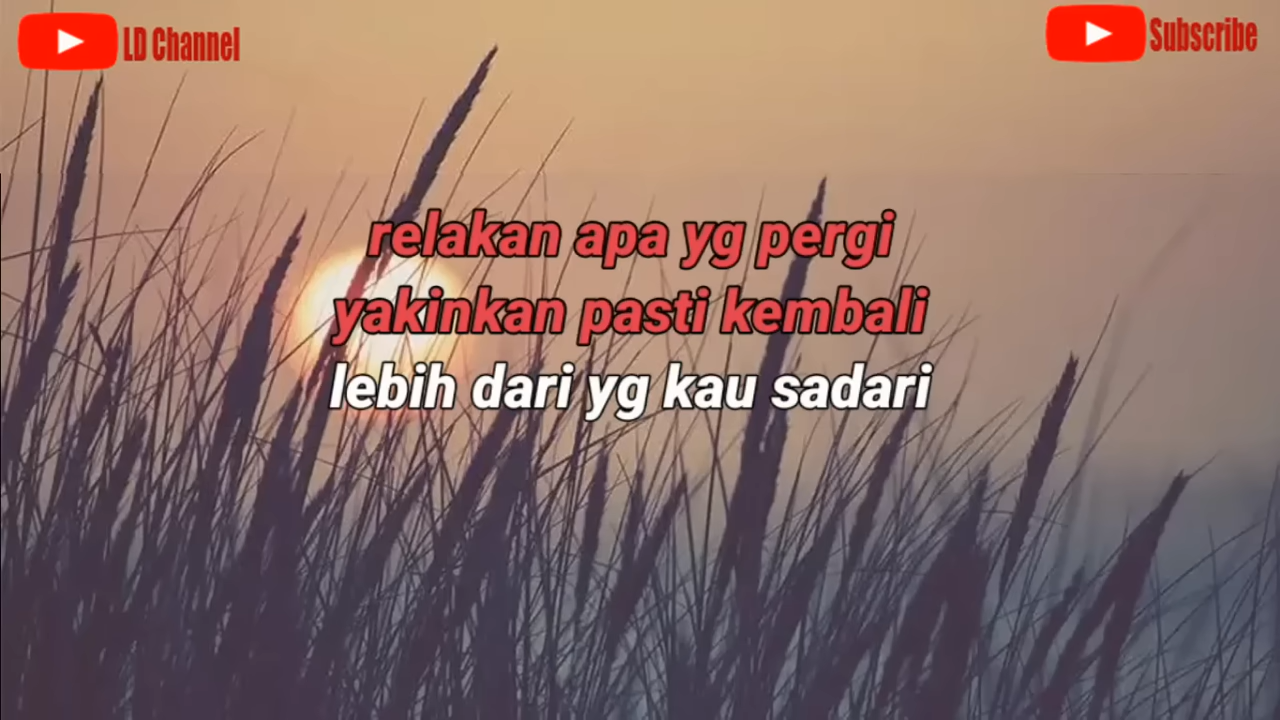 LD Channel
Subscribe
relakan apa yg pergi
yakinkan pasti kembali
lebih dari yg kau sadari